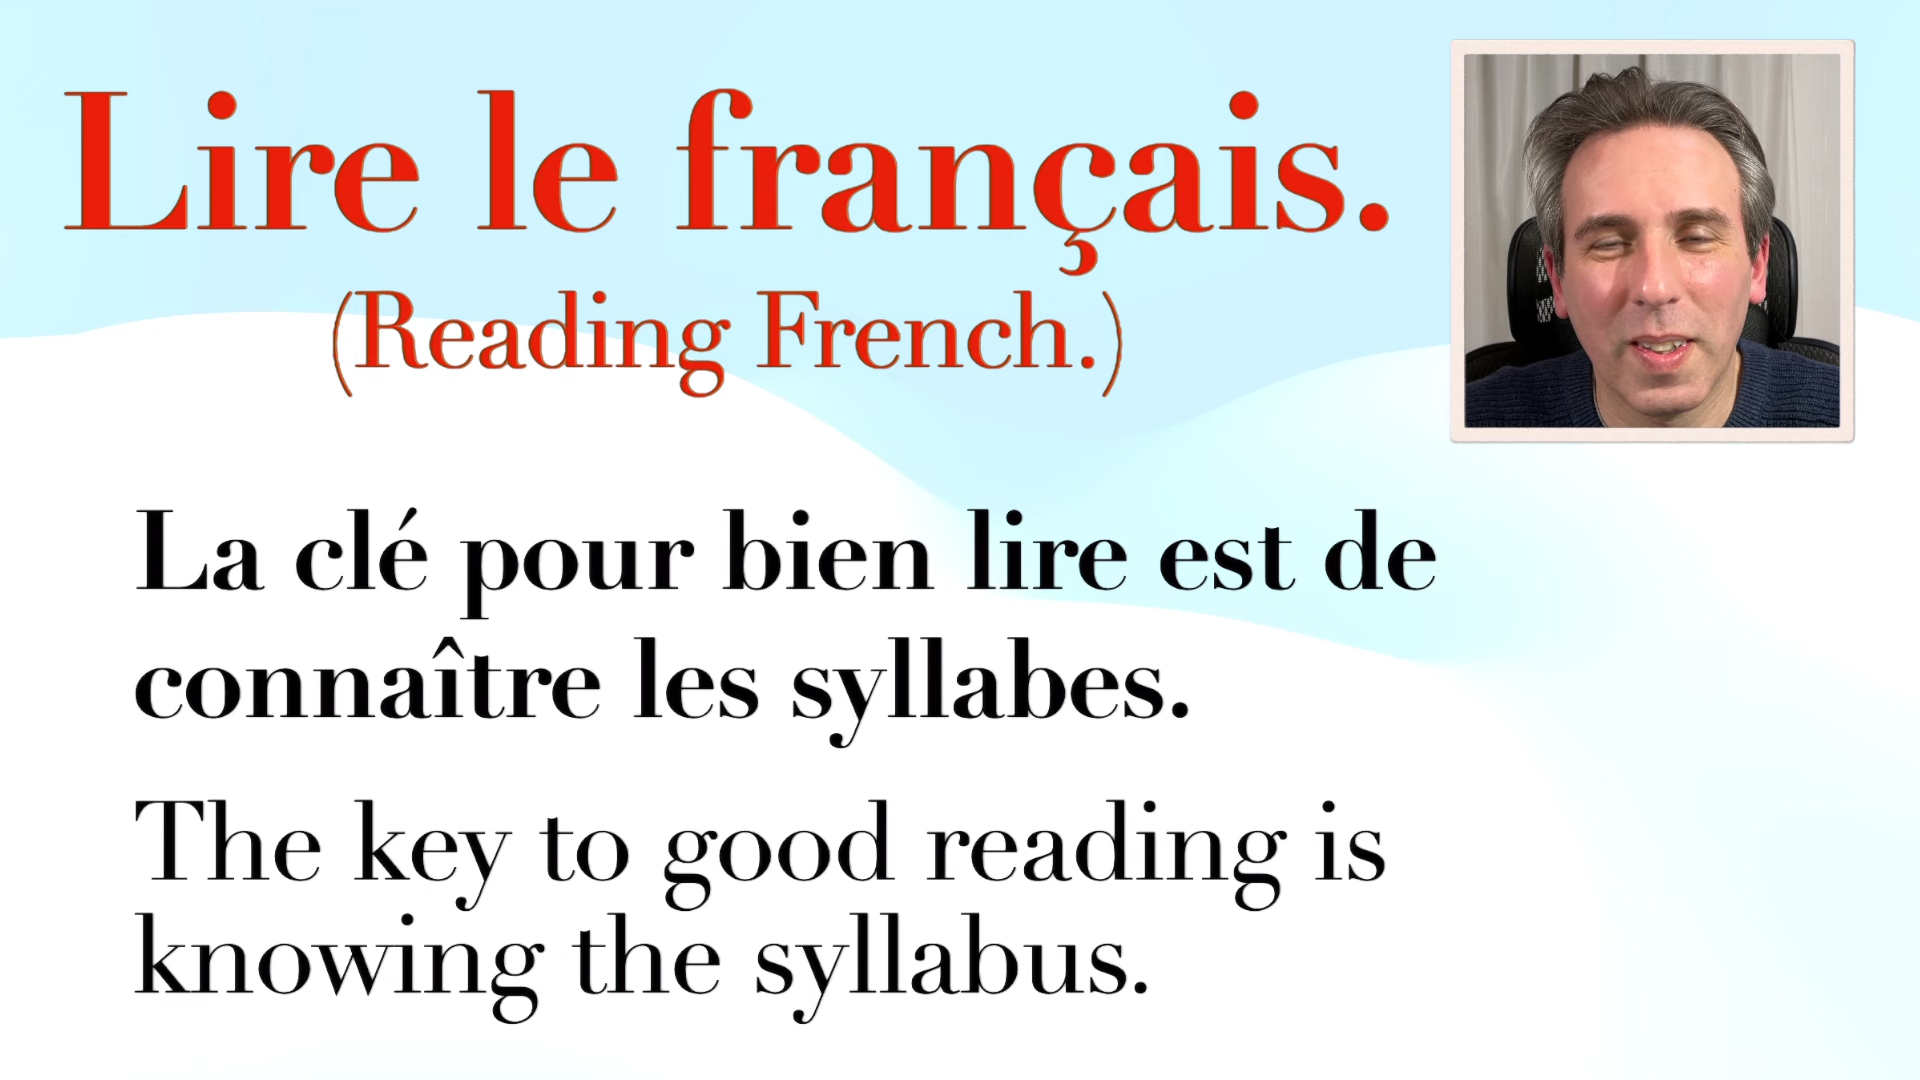 Lire le français.
(Reading French.)
La clé pour bien lire est de
connaître les syllabes.
The key to good reading is
knowing the syllabus.